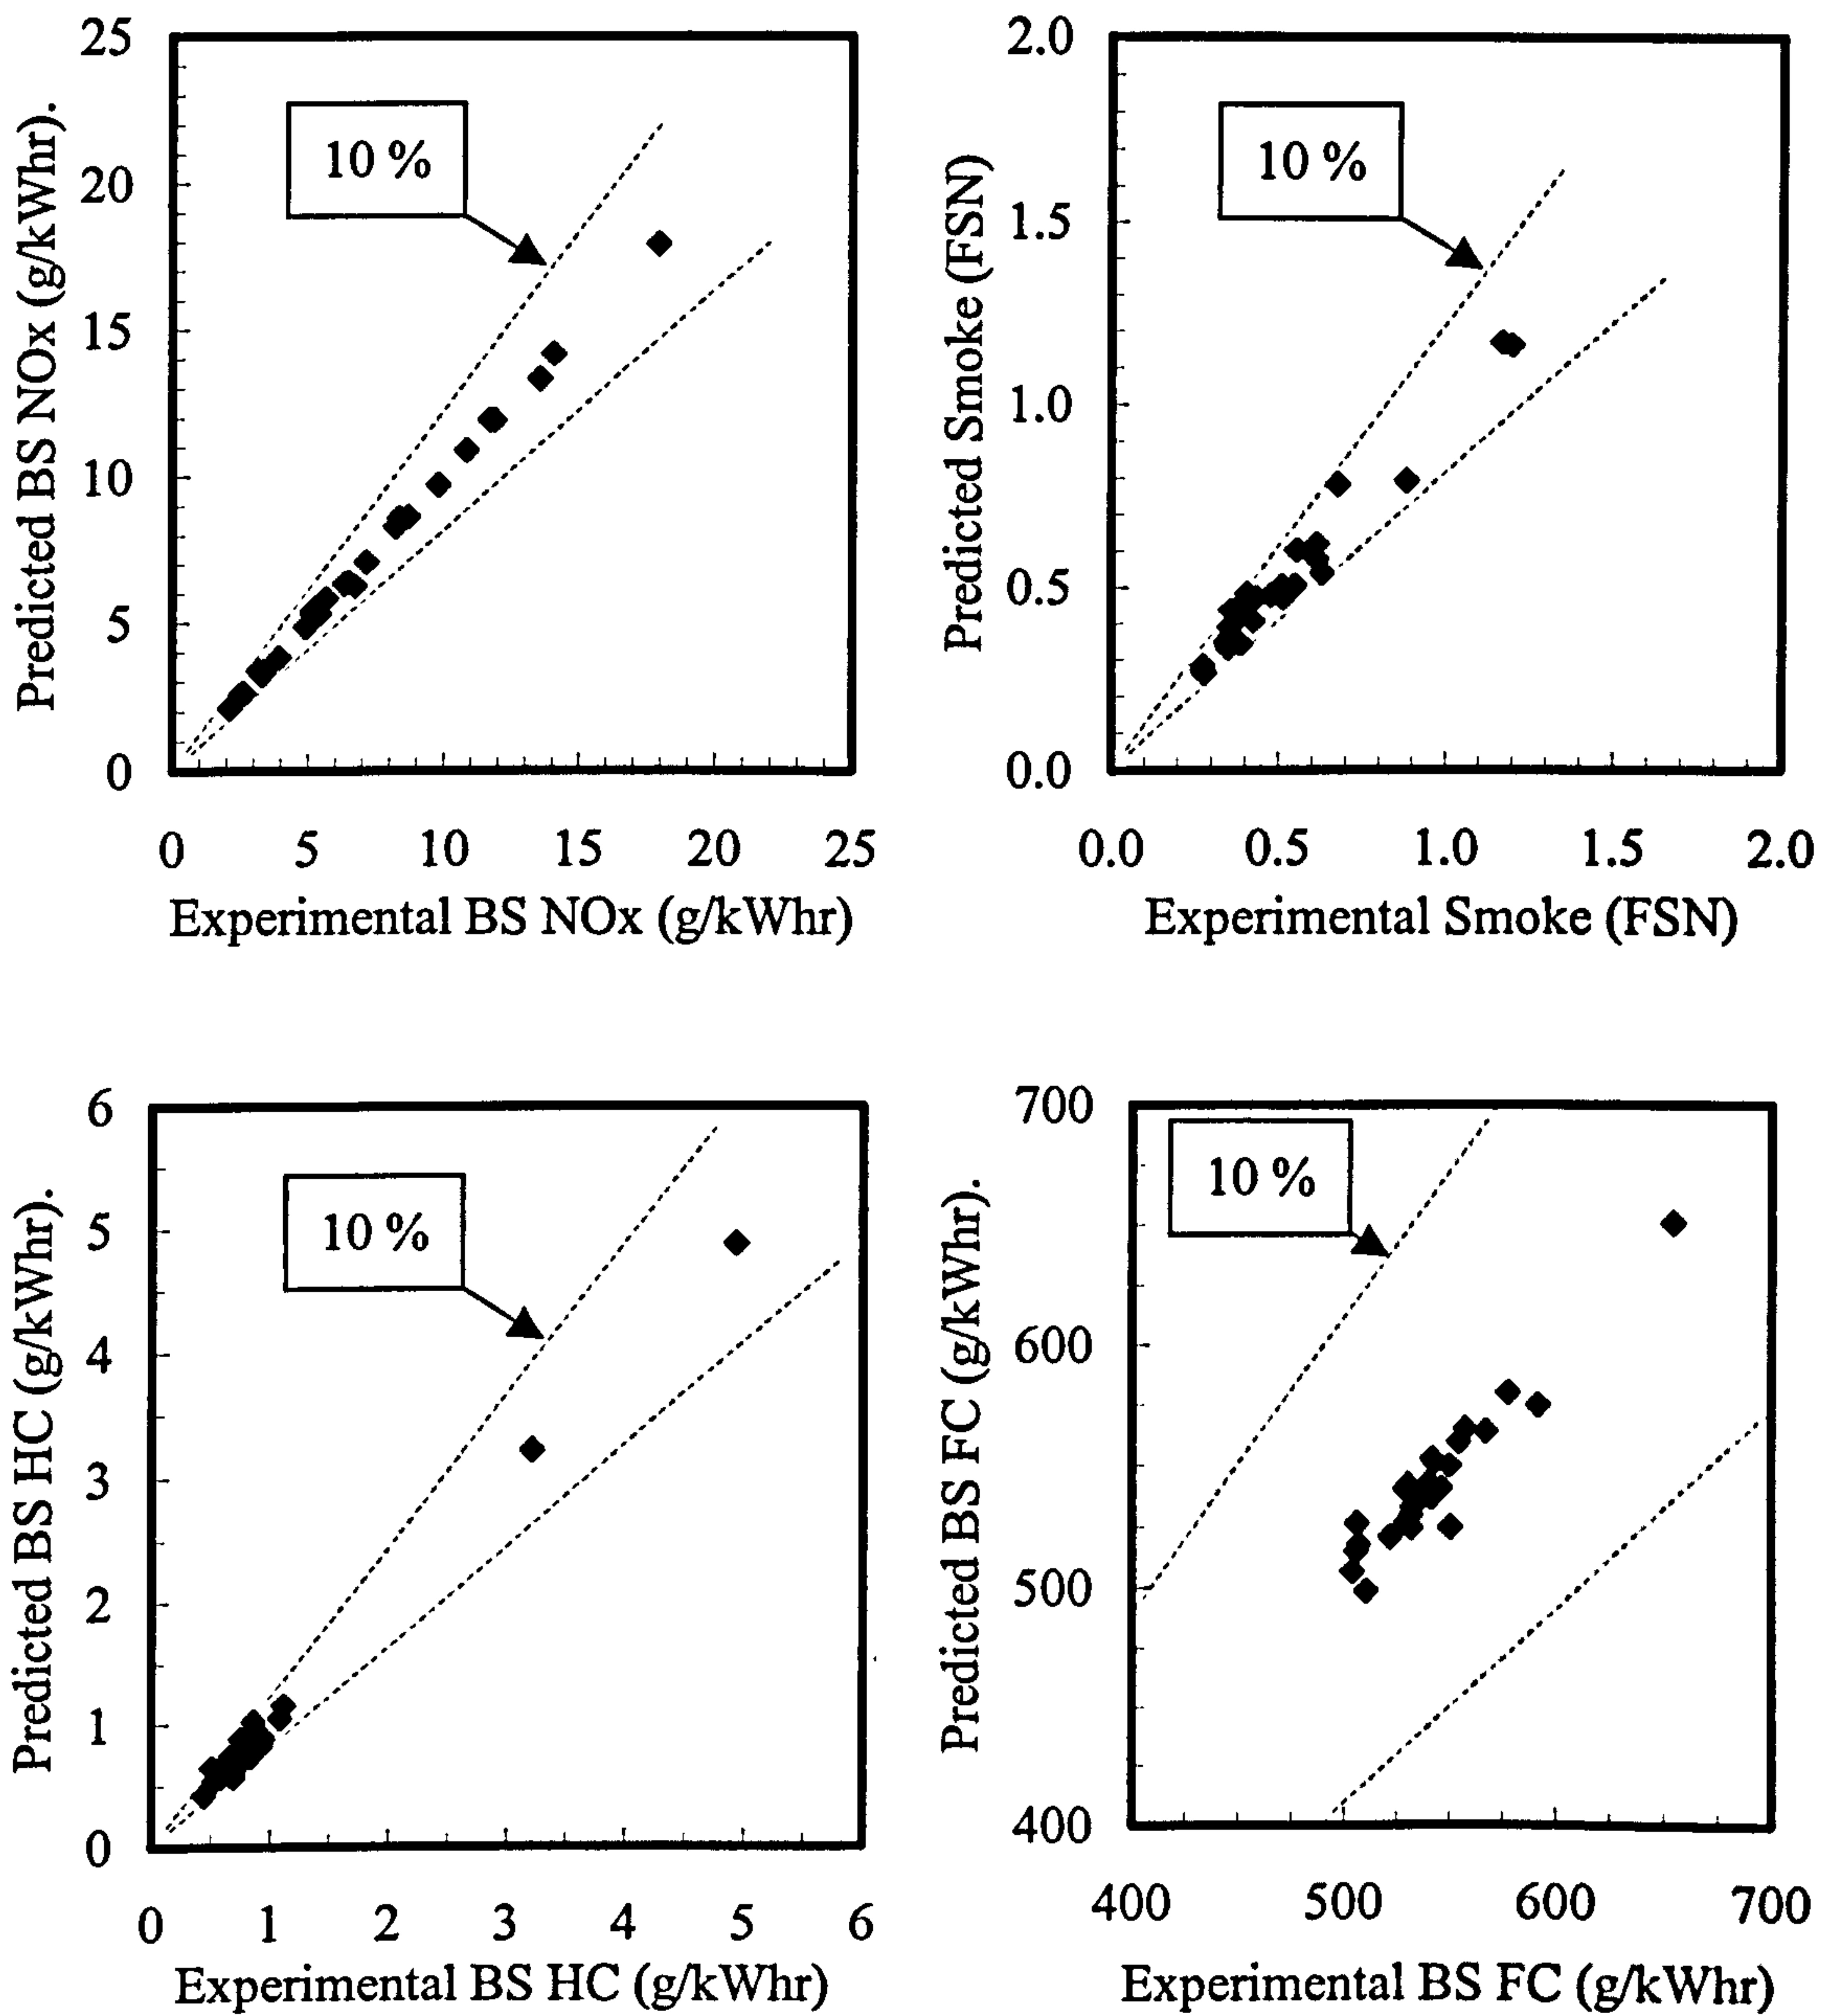 25
20
15
10
5
0
Predicted BS NOx (g/kWhr).
10 %
0 5 10 15 20 25
Experimental BS NOx (g/kWhr)
2.0
1.5
1.0
0.5
0.0
Predicted Smoke (FSN)
10 %
0.0 0.5 1.0 1.5 2.0
Experimental Smoke (FSN)
6
5
4
3
2
1
0
Predicted BS HC (g/kWhr).
10 %
0 1 2 3 4 5 6
Experimental BS HC (g/kWhr)
700
600
500
400
Predicted BS FC (g/kWhr).
10 %
400 500 600 700
Experimental BS FC (g/kWhr)